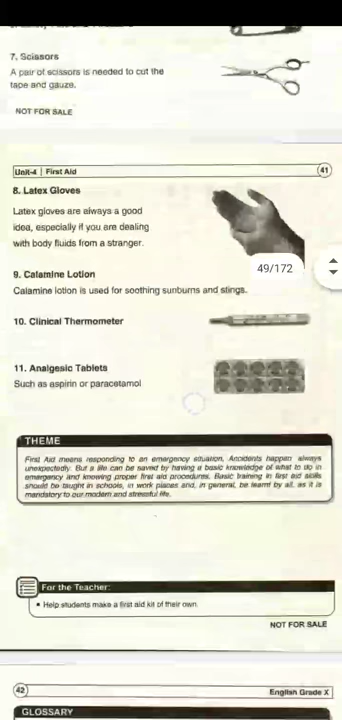 7. Scissors
A pair of scissors is needed to cut the
tape and gauze.
NOT FOR SALE
Unit-4 | First Aid
41
8. Latex Gloves
Latex gloves are always a good
idea, especially if you are dealing
with body fluids from a stranger.
49/172
9. Calamine Lotion
Calamine lotion is used for soothing sunburns and stings.
10. Clinical Thermometer
11. Analgesic Tablets
Such as aspirin or paracetamol
THEME
First Aid means responding to an emergency situation. Accidents happen always
unexpectedly. But a life can be saved by having a basic knowledge of what to do in
emergency and knowing proper first aid procedures. Basic training in first aid skills
should be taught in schools, in work places and, in general, be learnt by all, as it is
mandatory to our modern and stressful life.
For the Teacher:
• Help students make a first aid kit of their own
NOT FOR SALE
42
English Grade X
GLOSSARY